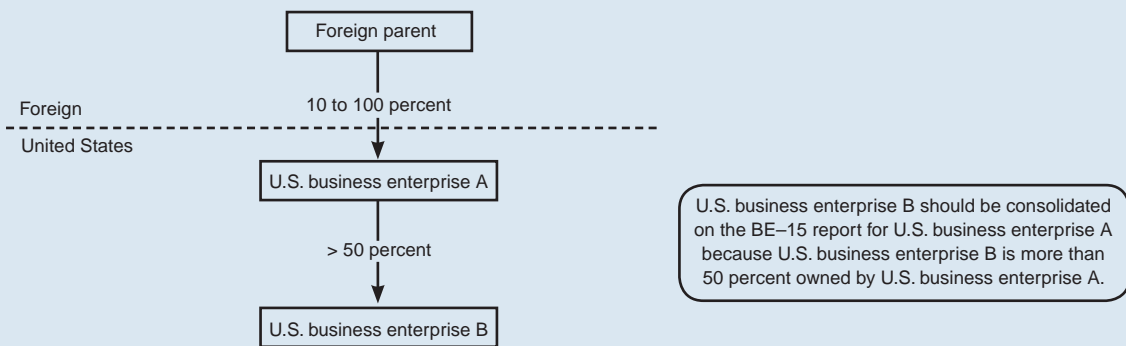 Foreign parent
10 to 100 percent
Foreign
United States
U.S. business enterprise A
> 50 percent
U.S. business enterprise B
U.S. business enterprise B should be consolidated
on the BE–15 report for U.S. business enterprise A
because U.S. business enterprise B is more than
50 percent owned by U.S. business enterprise A.